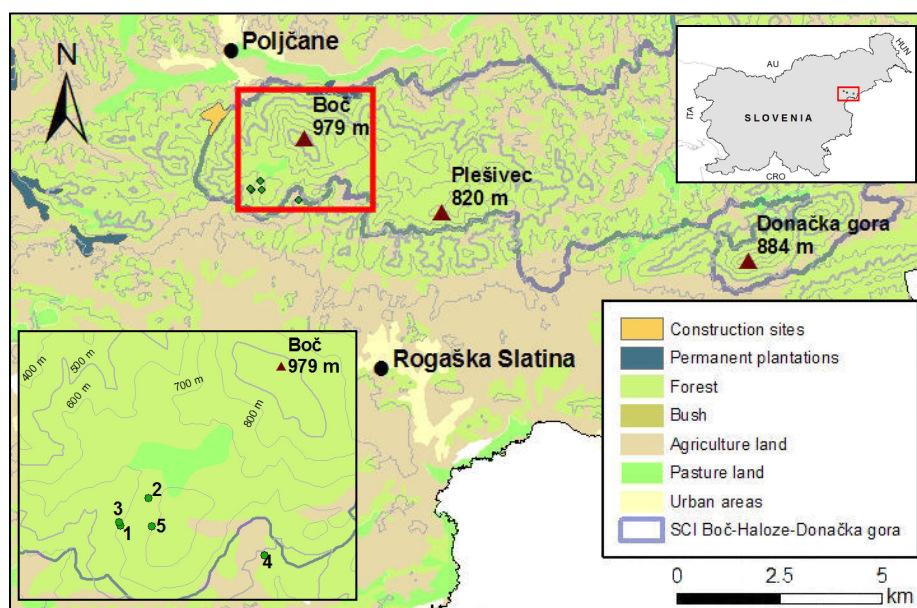 N
Poljčane
Boč
979 m
Plešivec
820 m
Donačka gora
884 m
Rogaška Slatina
AU
HUN
ITA
SLOVENIA
CRO
Boč
979 m
400 m
500 m
600 m
700 m
800 m
2
3
1
5
4
Construction sites
Permanent plantations
Forest
Bush
Agriculture land
Pasture land
Urban areas
SCI Boč-Haloze-Donačka gora
0 2.5 5
km